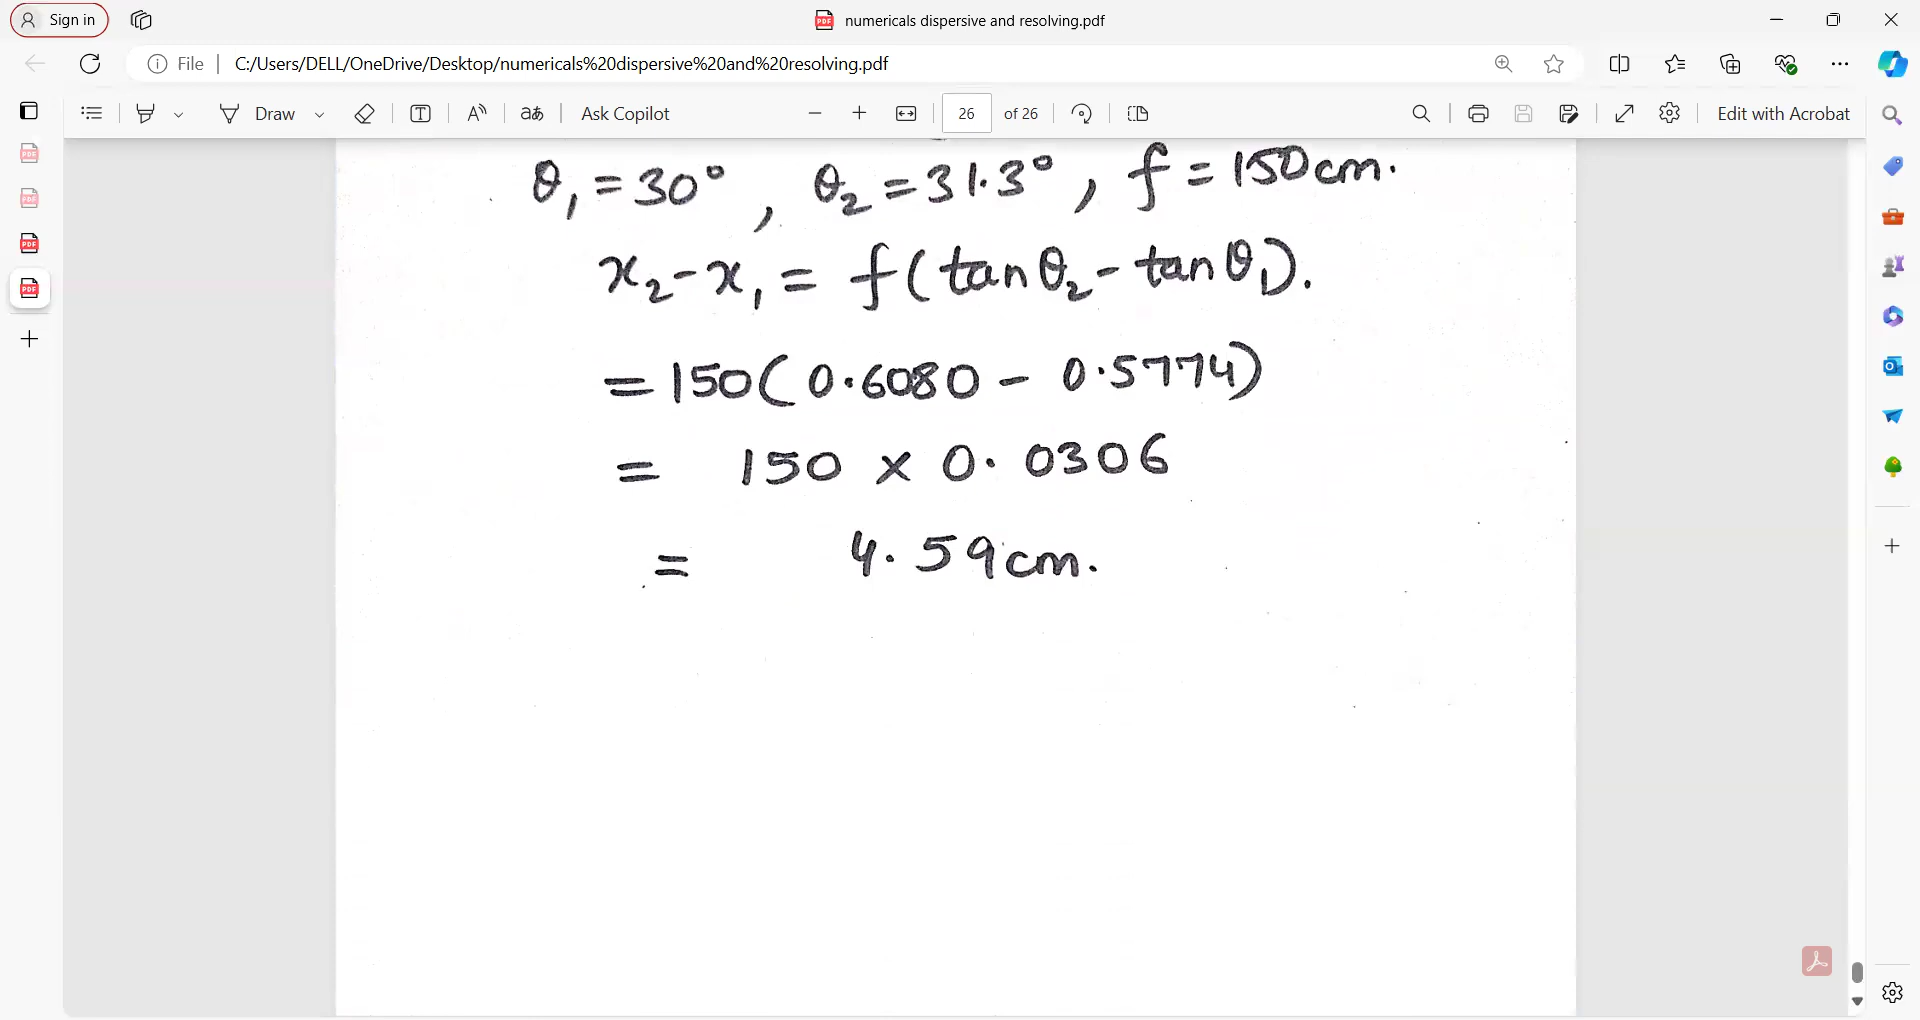 Sign in
numericals dispersive and resolving.pdf
File
C:/Users/DELL/OneDrive/Desktop/numericals%20dispersive%20and%20resolving.pdf
Draw
Ask Copilot
26
of 26
Edit with Acrobat
θ₁ = 30°, θ₂ = 31.3°, f = 150cm.
x₂-x₁ = f(tanθ₂ - tanθ₁).
= 150(0.6080 - 0.5774)
= 150 x 0.0306
= 4.59cm.